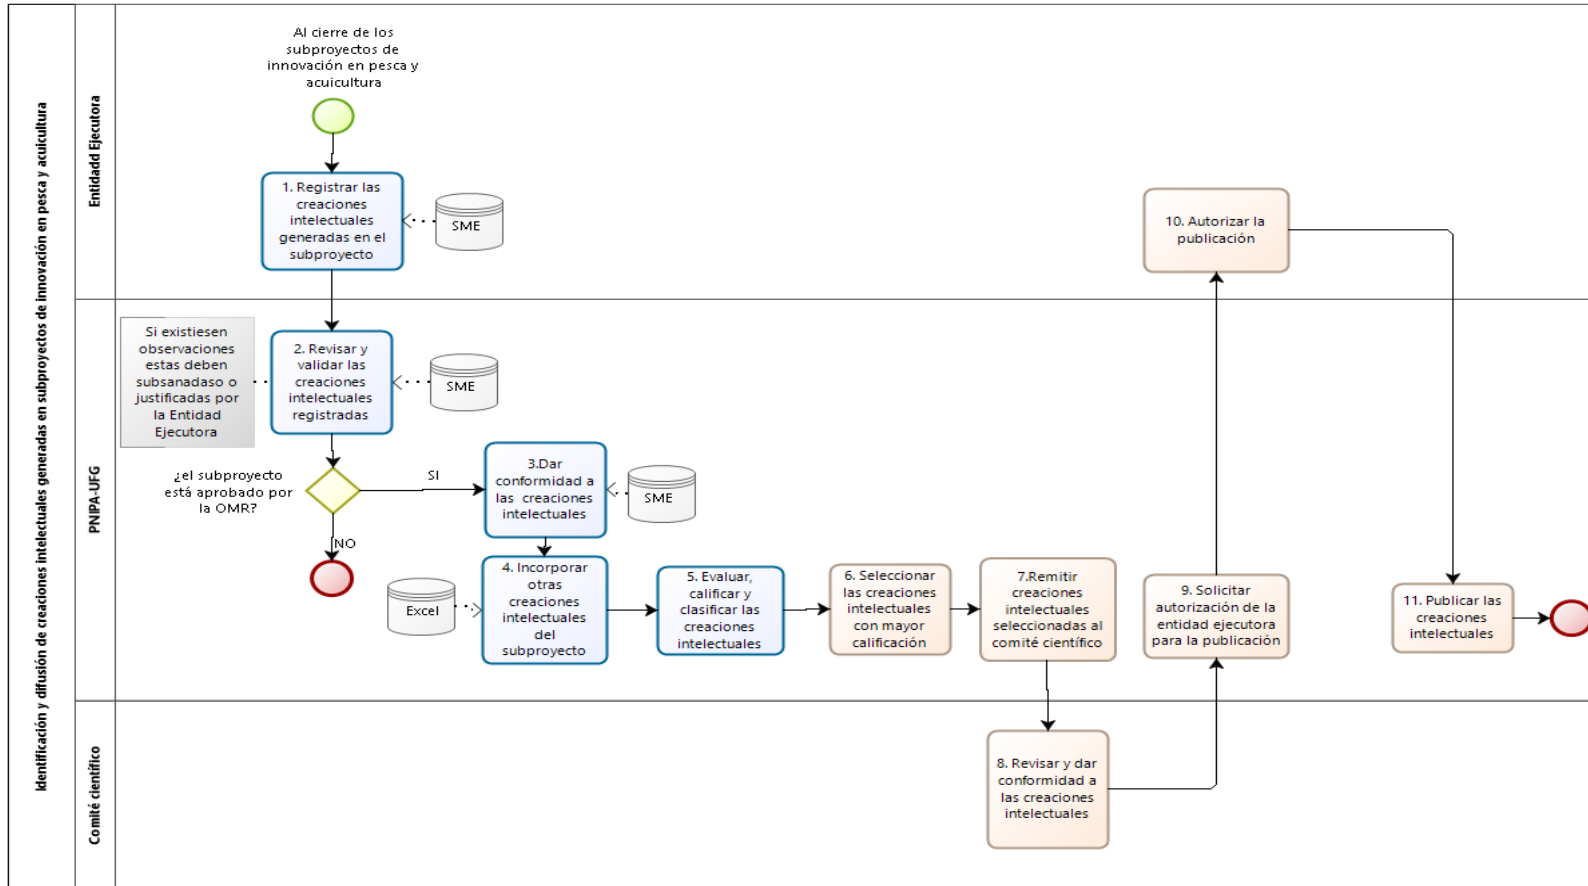 Identificación y difusión de creaciones intelectuales generadas en subproyectos de innovación en pesca y acuicultura
Entidadd Ejecutora
Al cierre de los
subproyectos de
innovación en pesca y
acuicultura
1. Registrar las
creaciones
intelectuales
generadas en el
subproyecto
SME
10. Autorizar la
publicación
PNIPA-UFG
Si existiesen
observaciones
estas deben
subsanadaso o
justificadas por
la Entidad
Ejecutora
2. Revisar y
validar las
creaciones
intelectuales
registradas
SME
¿el subproyecto
está aprobado por
la OMR?
SI
NO
3.Dar
conformidad a
las creaciones
intelectuales
SME
Excel
4. Incorporar
otras
creaciones
intelectuales
del
subproyecto
5. Evaluar,
calificar y
clasificar las
creaciones
intelectuales
6. Seleccionar
las creaciones
intelectuales
con mayor
calificación
7.Remitir
creaciones
intelectuales
seleccionadas al
comité científico
9. Solicitar
autorización de la
entidad ejecutora
para la publicación
11. Publicar las
creaciones
intelectuales
Comité científico
8. Revisar y dar
conformidad a
las creaciones
intelectuales